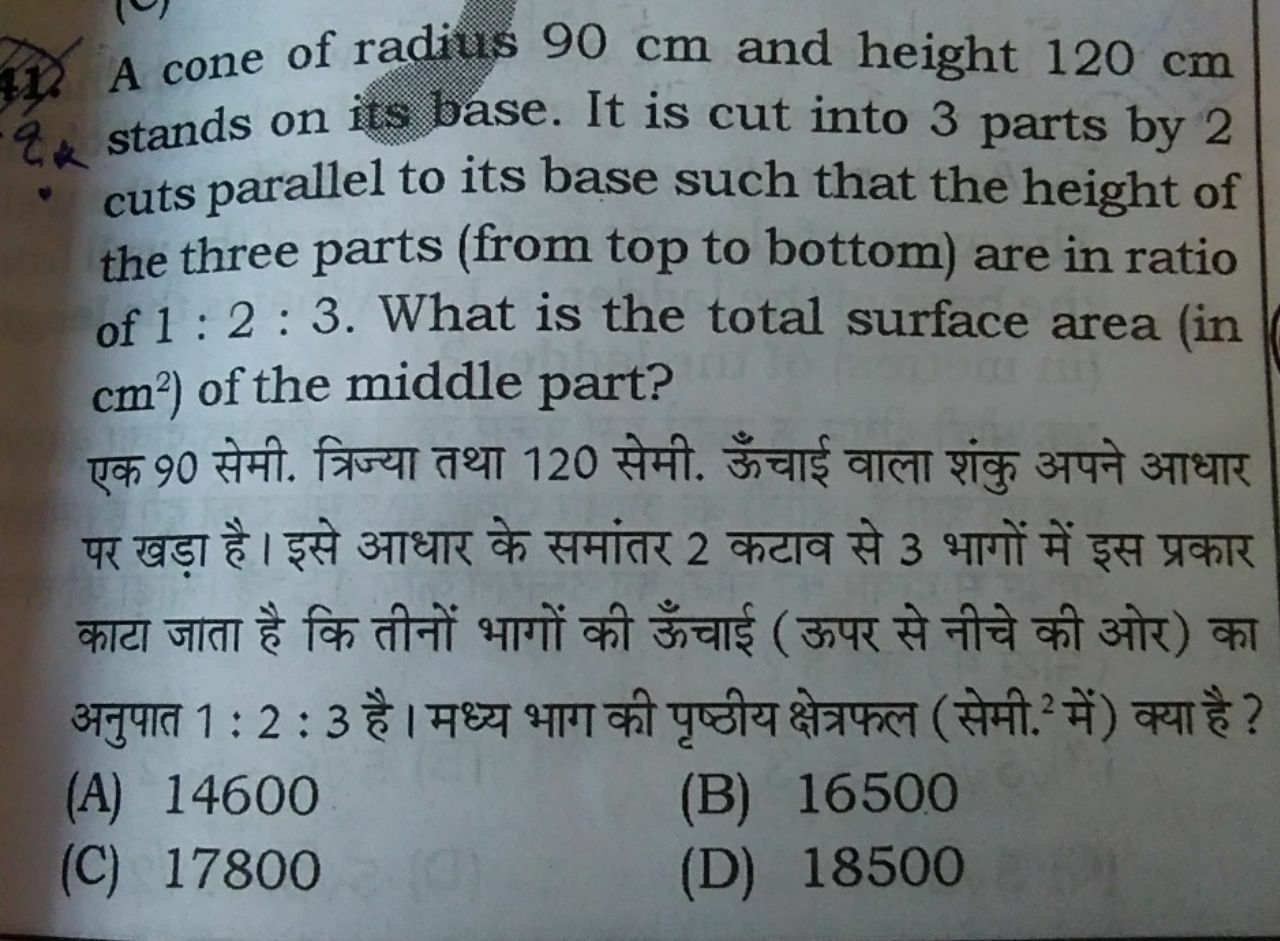 (C)
41. A cone of radius 90 cm and height 120 cm
stands on its base. It is cut into 3 parts by 2
cuts parallel to its base such that the height of
the three parts (from top to bottom) are in ratio
of 1 : 2 : 3. What is the total surface area (in
cm²) of the middle part?
एक 90 सेमी. त्रिज्या तथा 120 सेमी. ऊँचाई वाला शंकु अपने आधार
पर खड़ा है। इसे आधार के समांतर 2 कटाव से 3 भागों में इस प्रकार
काटा जाता है कि तीनों भागों की ऊँचाई (ऊपर से नीचे की ओर) का
अनुपात 1 : 2 : 3 है। मध्य भाग की पृष्ठीय क्षेत्रफल (सेमी.² में) क्या है?
(A) 14600 (B) 16500
(C) 17800 (D) 18500